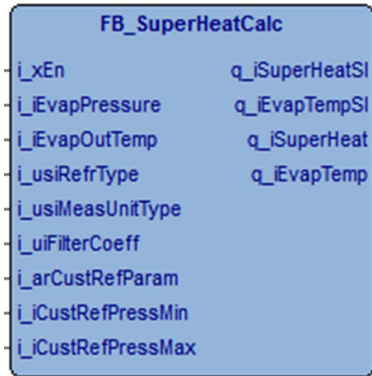 FB_SuperHeatCalc
i_xEn q_iSuperHeatSI
i_iEvapPressure q_iEvapTempSI
i_iEvapOutTemp q_iSuperHeat
i_usiRefrType q_iEvapTemp
i_usiMeasUnitType
i_uiFilterCoeff
i_arCustRefParam
i_iCustRefPressMin
i_iCustRefPressMax